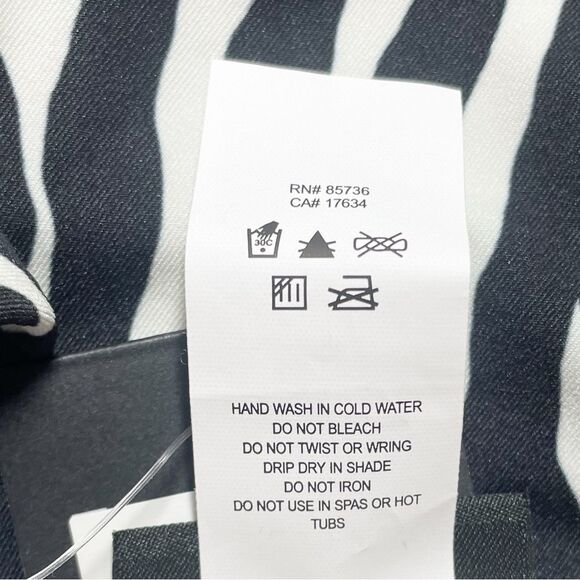 RN# 85736
CA# 17634
30C
HAND WASH IN COLD WATER
DO NOT BLEACH
DO NOT TWIST OR WRING
DRIP DRY IN SHADE
DO NOT IRON
DO NOT USE IN SPAS OR HOT
TUBS